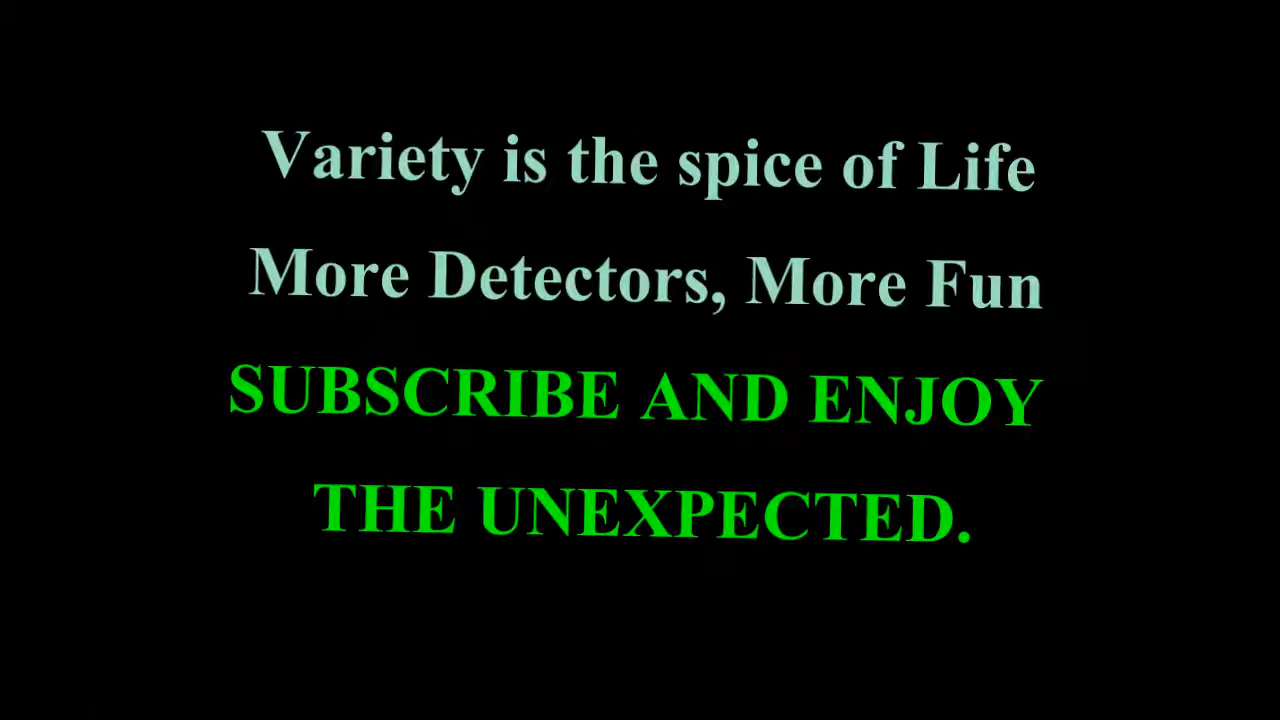 Variety is the spice of Life
More Detectors, More Fun
SUBSCRIBE AND ENJOY
THE UNEXPECTED.